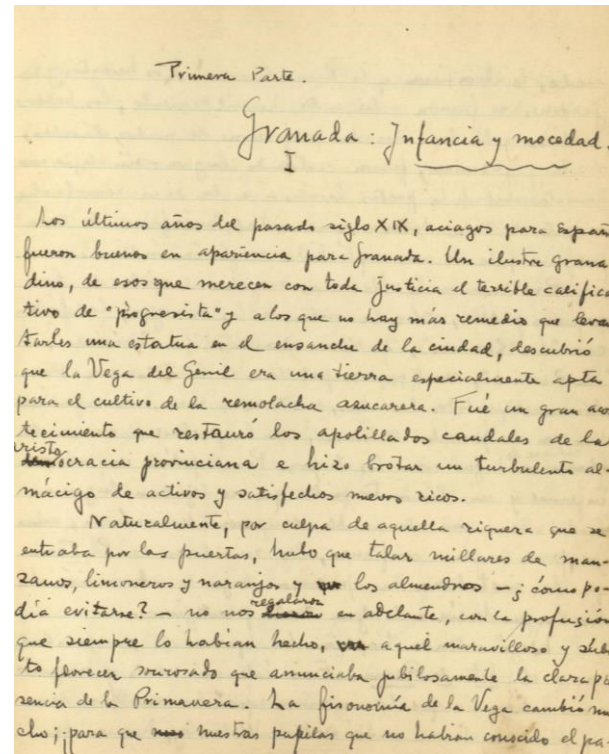 Primera Parte.
Granada: Infancia y mocedad.
I
Los últimos años del pasado siglo XIX, aciagos para Españ
fueron buenos en apariencia para Granada. Un ilustre grana
dino, de esos que merecen con toda justicia el terrible califica
tivo de "progresista" y a los que no hay más remedio que levan
tarles una estatua en el ensanche de la ciudad, descubrió
que la Vega del Genil era una tierra especialmente apta
para el cultivo de la remolacha azucarera. Fué un gran aco
tecimiento que restauró los apolillados caudales de la
aristocracia provinciana e hizo brotar un turbulento al-
mácigo de activos y satisfechos nuevos ricos.
Naturalmente, por culpa de aquella riqueza que se
entraba por las puertas, hubo que talar millares de man-
zanos, limoneros y naranjos y los almendros – ¿cómo po-
día evitarse? – no nos regalaron en adelante, con la profusión
que siempre lo habían hecho, aquel maravilloso y súbi
to florecer que anunciaba jubilosamente la clara pre
sencia de la Primavera. La fisonomía de la Vega cambió mu
cho; para que nuestras pupilas que no habían conocido el pa